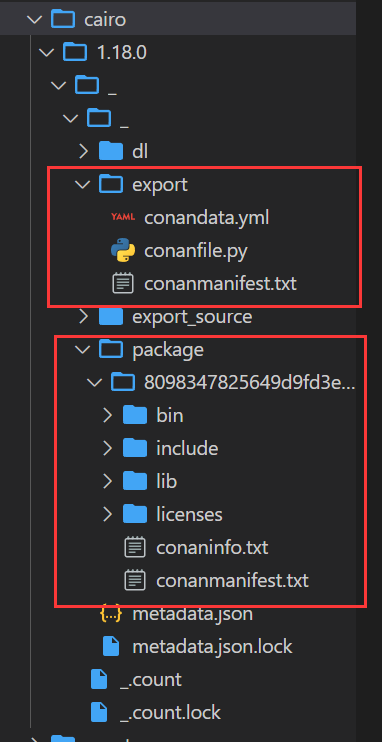 cairo
1.18.0
_
_
dl
export
YAML conandata.yml
conanfile.py
conanmanifest.txt
export_source
package
8098347825649d9fd3e...
bin
include
lib
licenses
conaninfo.txt
conanmanifest.txt
{..} metadata.json
metadata.json.lock
_.count
_.count.lock